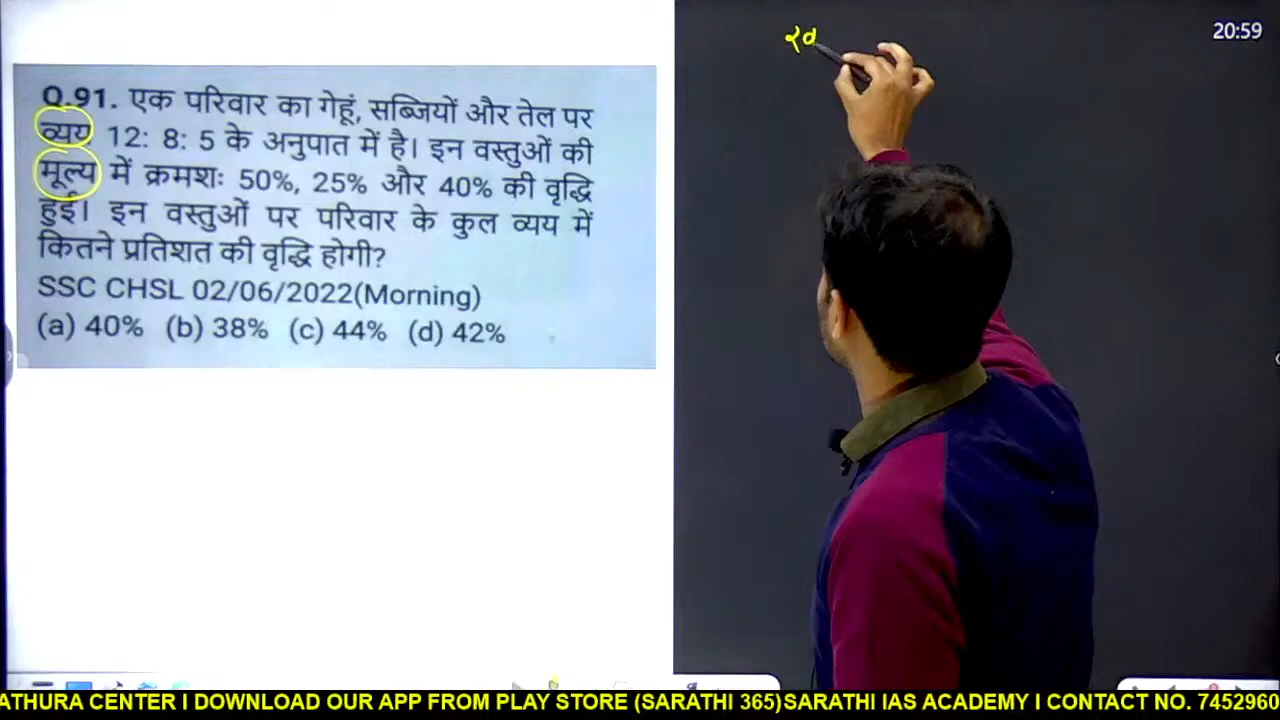 20:59
Q.91. एक परिवार का गेहूं, सब्जियों और तेल पर
व्यय 12: 8: 5 के अनुपात में है। इन वस्तुओं की
मूल्य में क्रमशः 50%, 25% और 40% की वृद्धि
हुई। इन वस्तुओं पर परिवार के कुल व्यय में
कितने प्रतिशत की वृद्धि होगी?
SSC CHSL 02/06/2022(Morning)
(a) 40% (b) 38% (c) 44% (d) 42%
ATHURA CENTER I DOWNLOAD OUR APP FROM PLAY STORE (SARATHI 365)SARATHI IAS ACADEMY I CONTACT NO. 7452960